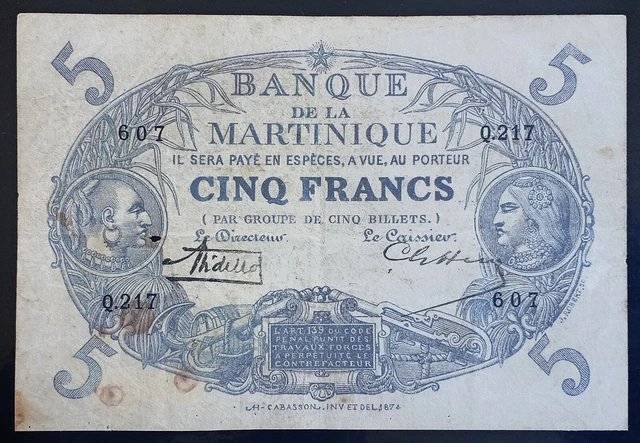 5 5
BANQUE
DE LA
MARTINIQUE
607 Q.217
IL SERA PAYÉ EN ESPÈCES, A VUE, AU PORTEUR
CINQ FRANCS
( PAR GROUPE DE CINQ BILLETS. )
Le Directeur. Le Caissier.
Q.217 607
L'ART. 139 DU CODE
PÉNAL PUNIT DES
TRAVAUX FORCÉS
A PERPÉTUITÉ LE
CONTREFACTEUR
5 5
CABASSON. INV ET DEL 1874